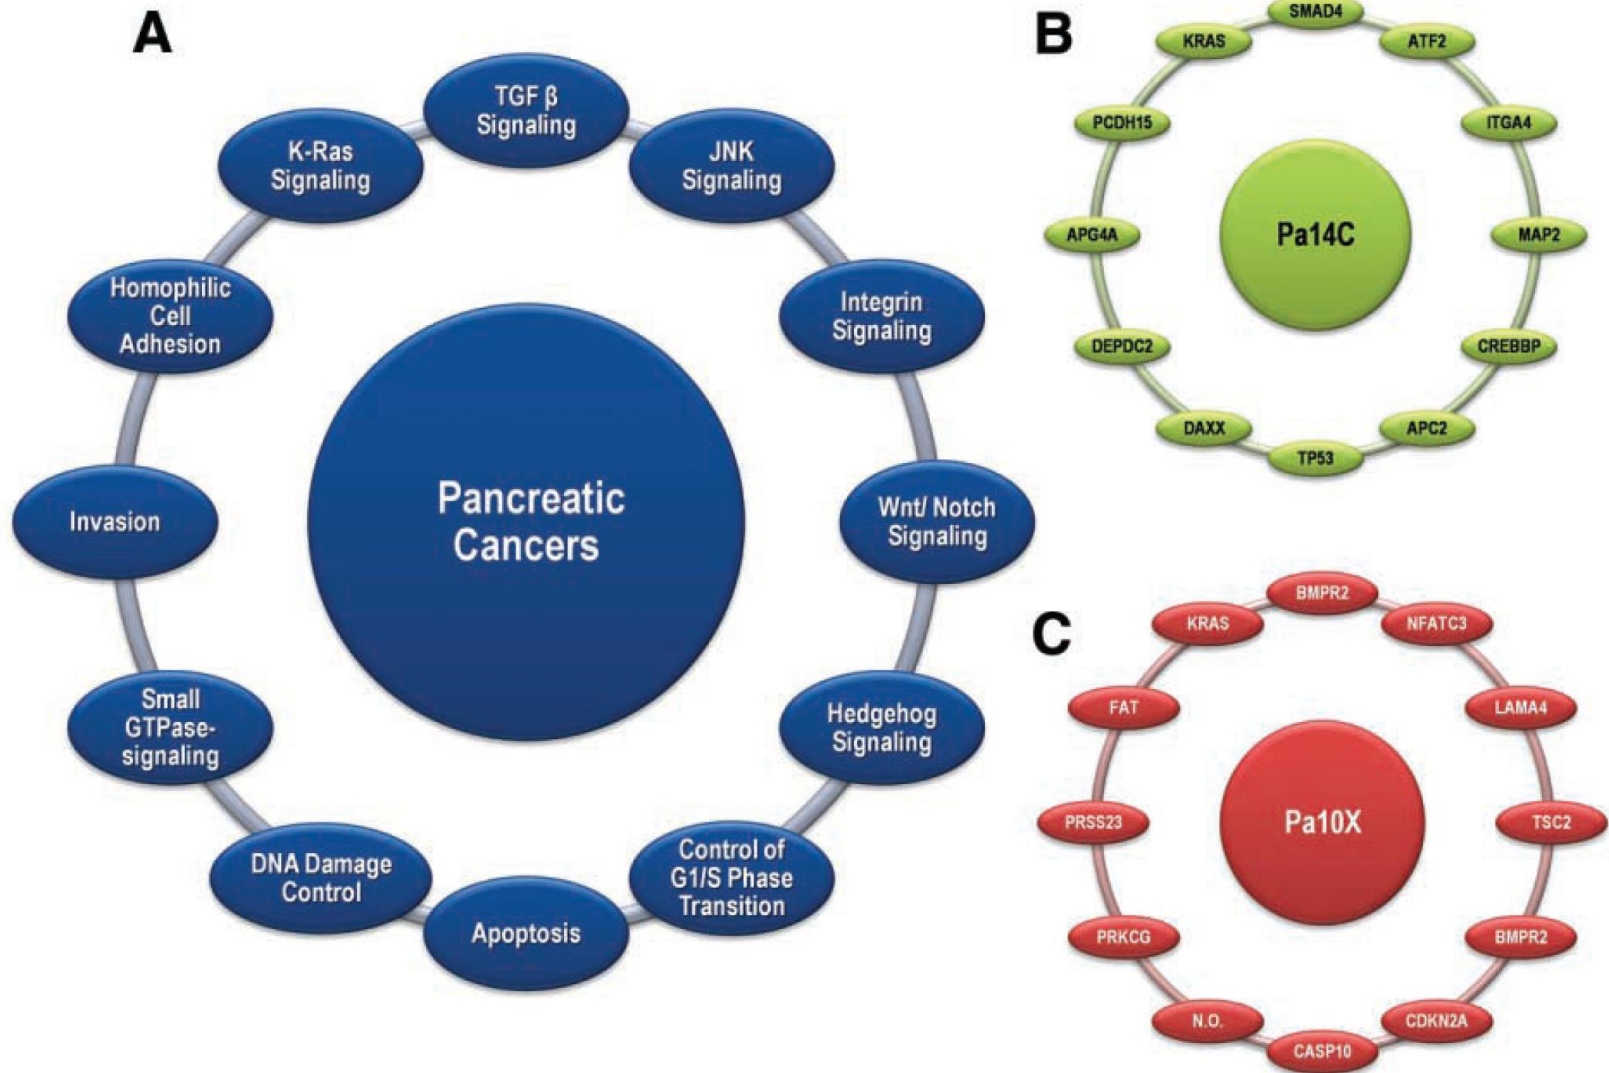 A
TGF β
Signaling
JNK
Signaling
Integrin
Signaling
Wnt/ Notch
Signaling
Hedgehog
Signaling
Control of
G1/S Phase
Transition
Apoptosis
DNA Damage
Control
Small
GTPase-
signaling
Invasion
Homophilic
Cell
Adhesion
K-Ras
Signaling
Pancreatic
Cancers
B
SMAD4
ATF2
ITGA4
MAP2
CREBBP
APC2
TP53
DAXX
DEPDC2
APG4A
PCDH15
KRAS
Pa14C
C
BMPR2
NFATC3
LAMA4
TSC2
BMPR2
CDKN2A
CASP10
N.O.
PRKCG
PRSS23
FAT
KRAS
Pa10X